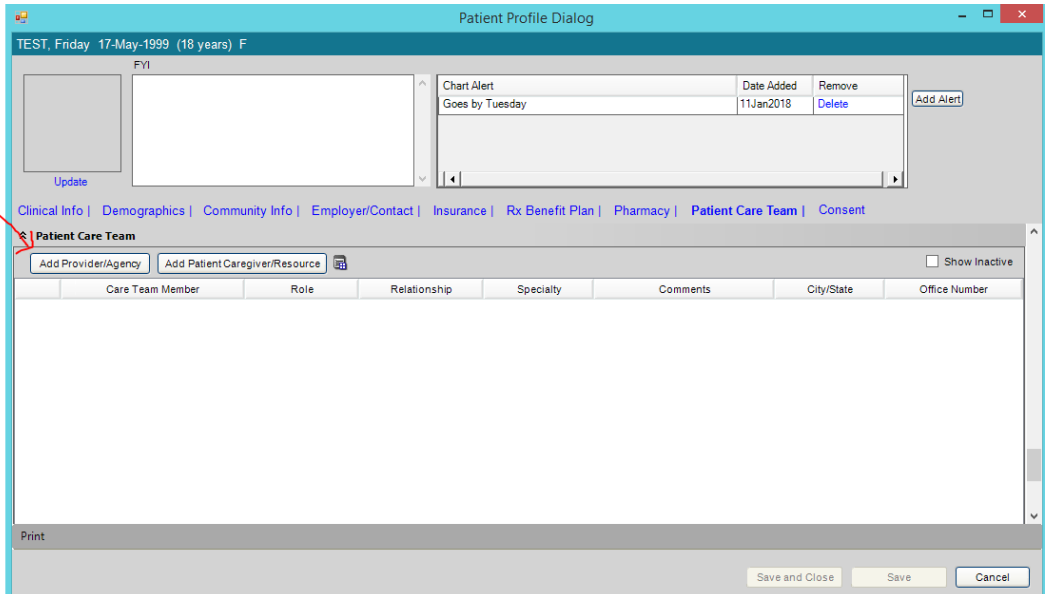 Patient Profile Dialog
TEST, Friday 17-May-1999 (18 years) F
FYI
Chart Alert Date Added Remove
Goes by Tuesday 11Jan2018 Delete
Add Alert
Update
Clinical Info | Demographics | Community Info | Employer/Contact | Insurance | Rx Benefit Plan | Pharmacy | Patient Care Team | Consent
Patient Care Team
Add Provider/Agency Add Patient Caregiver/Resource Show Inactive
Care Team Member Role Relationship Specialty Comments City/State Office Number
Print
Save and Close Save Cancel